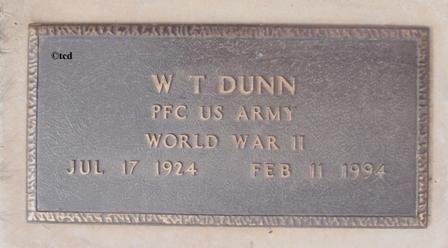 ©tcd
W T DUNN
PFC US ARMY
WORLD WAR II
JUL 17 1924 FEB 11 1994